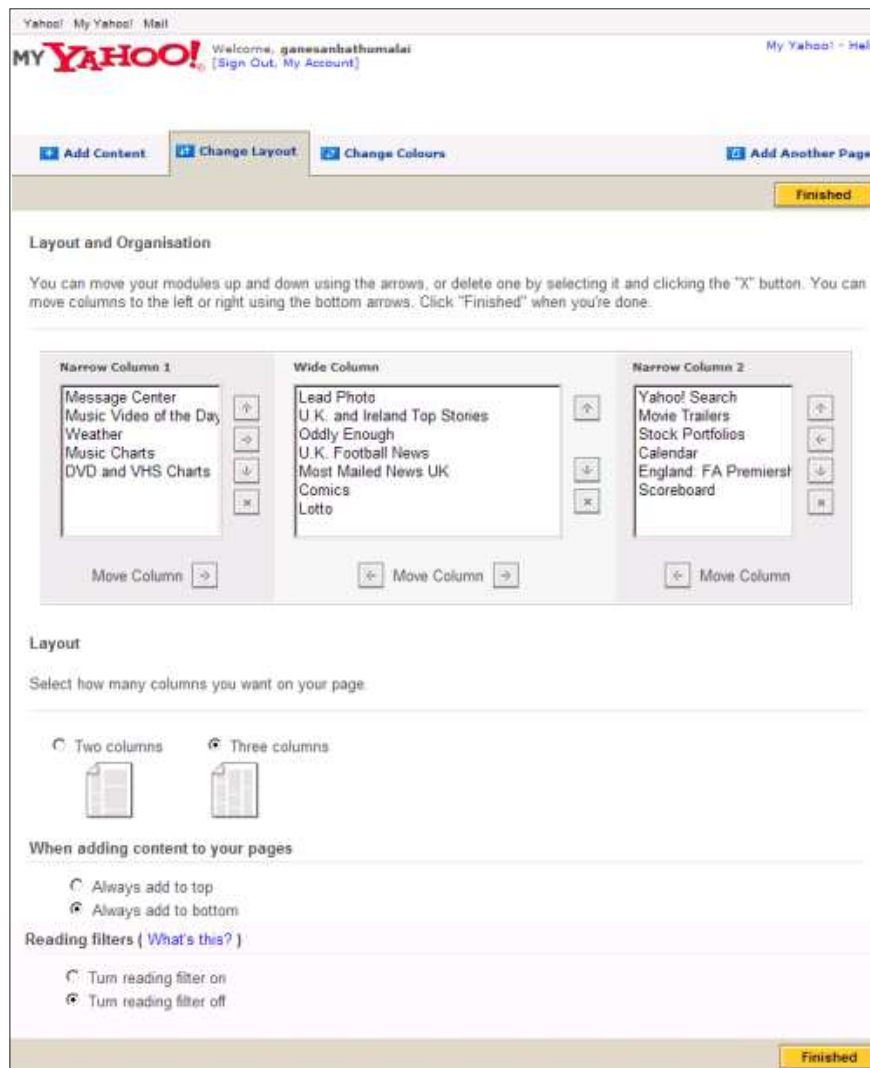 Yahoo! My Yahoo! Mail
MY YAHOO! Welcome, ganesanbathumalai
[Sign Out, My Account]
My Yahoo! - Hel
Add Content Change Layout Change Colours Add Another Page
Finished
Layout and Organisation
You can move your modules up and down using the arrows, or delete one by selecting it and clicking the "X" button. You can
move columns to the left or right using the bottom arrows. Click "Finished" when you're done.
Narrow Column 1
Message Center
Music Video of the Day
Weather
Music Charts
DVD and VHS Charts
Move Column
Wide Column
Lead Photo
U.K. and Ireland Top Stories
Oddly Enough
U.K. Football News
Most Mailed News UK
Comics
Lotto
Move Column
Narrow Column 2
Yahoo! Search
Movie Trailers
Stock Portfolios
Calendar
England: FA Premiersh
Scoreboard
Move Column
Layout
Select how many columns you want on your page.
Two columns Three columns
When adding content to your pages
Always add to top
Always add to bottom
Reading filters ( What's this? )
Turn reading filter on
Turn reading filter off
Finished